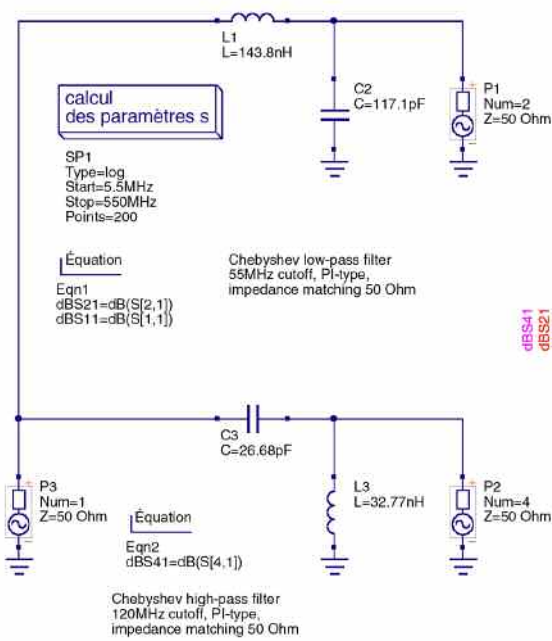 L1
L=143.8nH
C2
C=117.1pF
P1
Num=2
Z=50 Ohm
calcul
des paramètres s
SP1
Type=log
Start=5.5MHz
Stop=550MHz
Points=200
Équation
Eqn1
dBS21=dB(S[2,1])
dBS11=dB(S[1,1])
Chebyshev low-pass filter
55MHz cutoff, PI-type,
impedance matching 50 Ohm
dBS41
dBS21
C3
C=26.68pF
P3
Num=1
Z=50 Ohm
L3
L=32.77nH
P2
Num=4
Z=50 Ohm
Équation
Eqn2
dBS41=dB(S[4,1])
Chebyshev high-pass filter
120MHz cutoff, PI-type,
impedance matching 50 Ohm